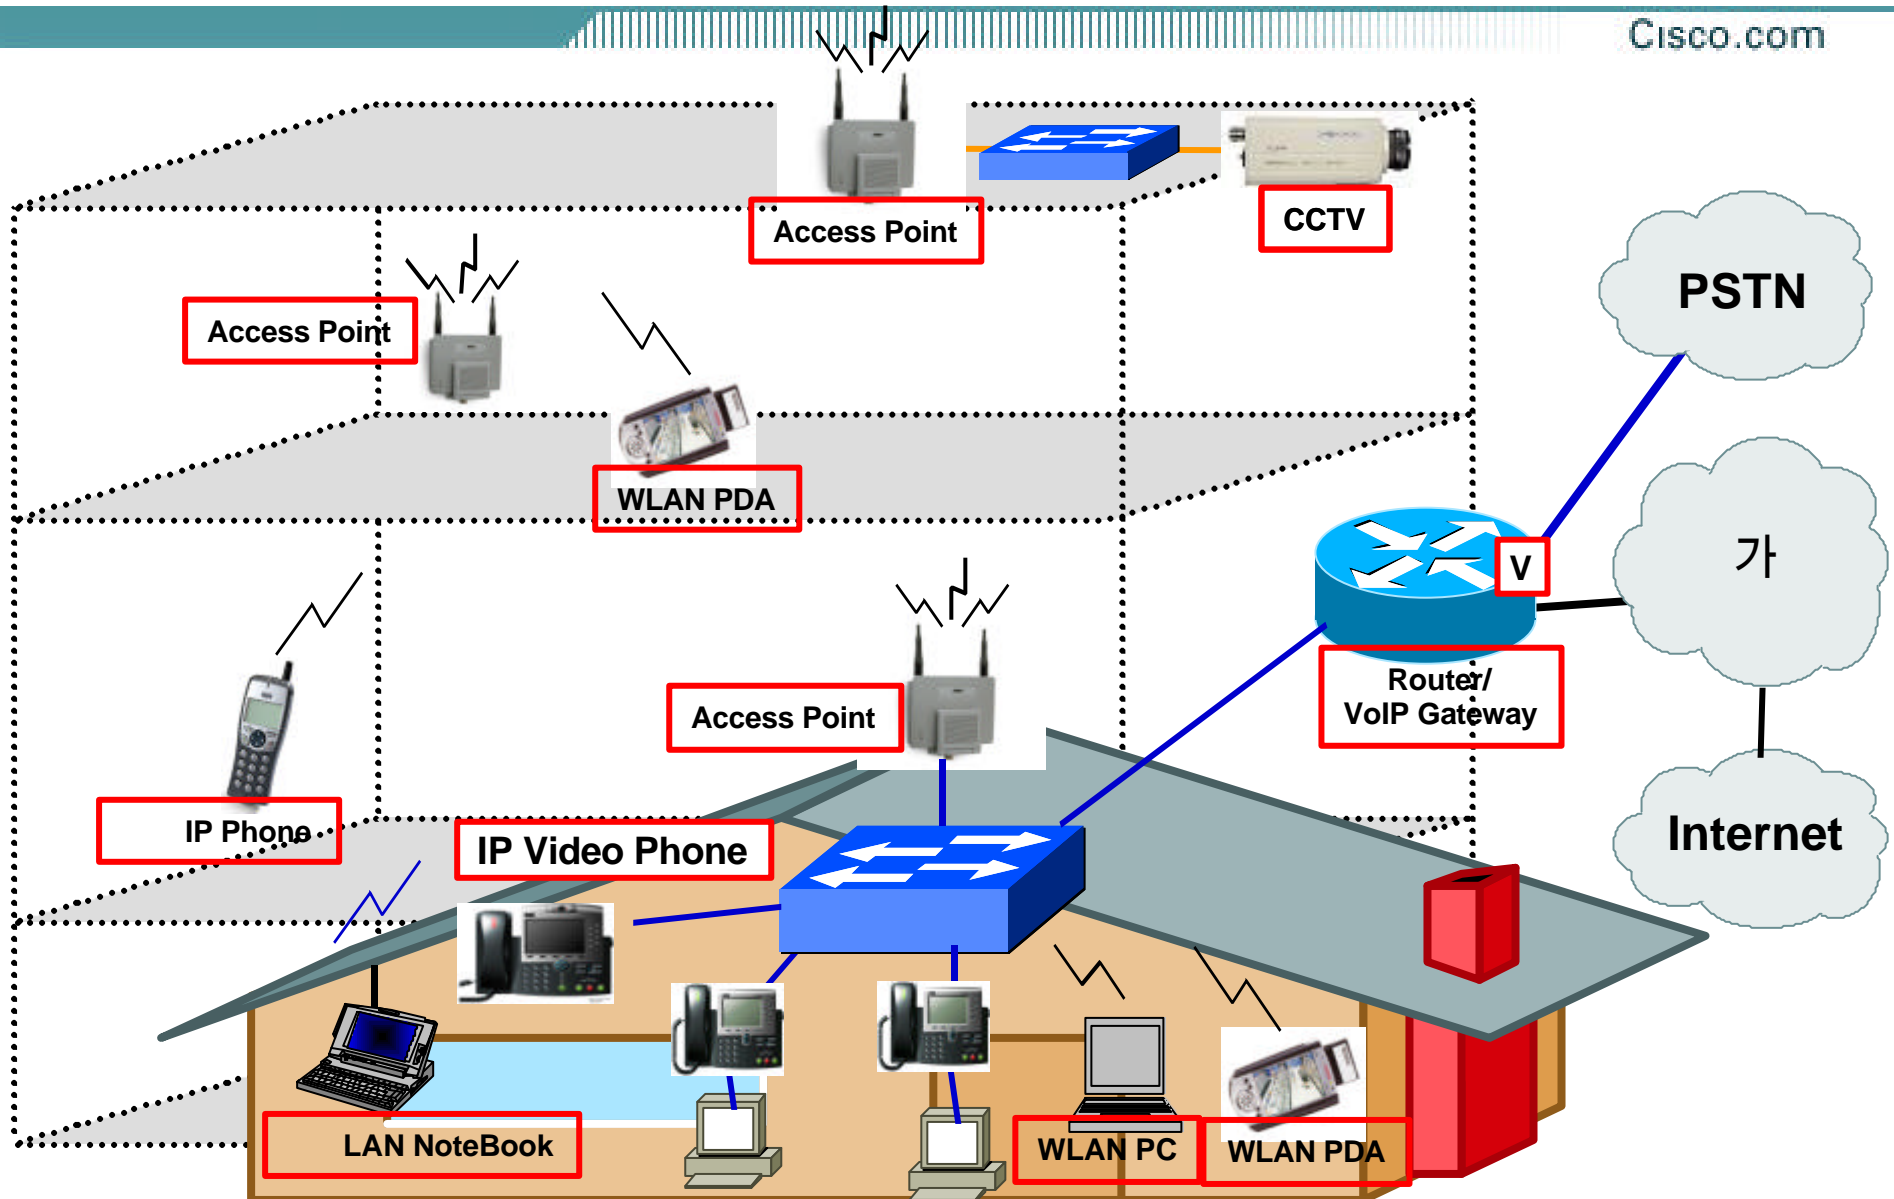 Cisco.com
Access Point
CCTV
PSTN
Access Point
WLAN PDA
가
V
Router/
VoIP Gateway
Access Point
IP Phone
IP Video Phone
Internet
LAN NoteBook
WLAN PC
WLAN PDA